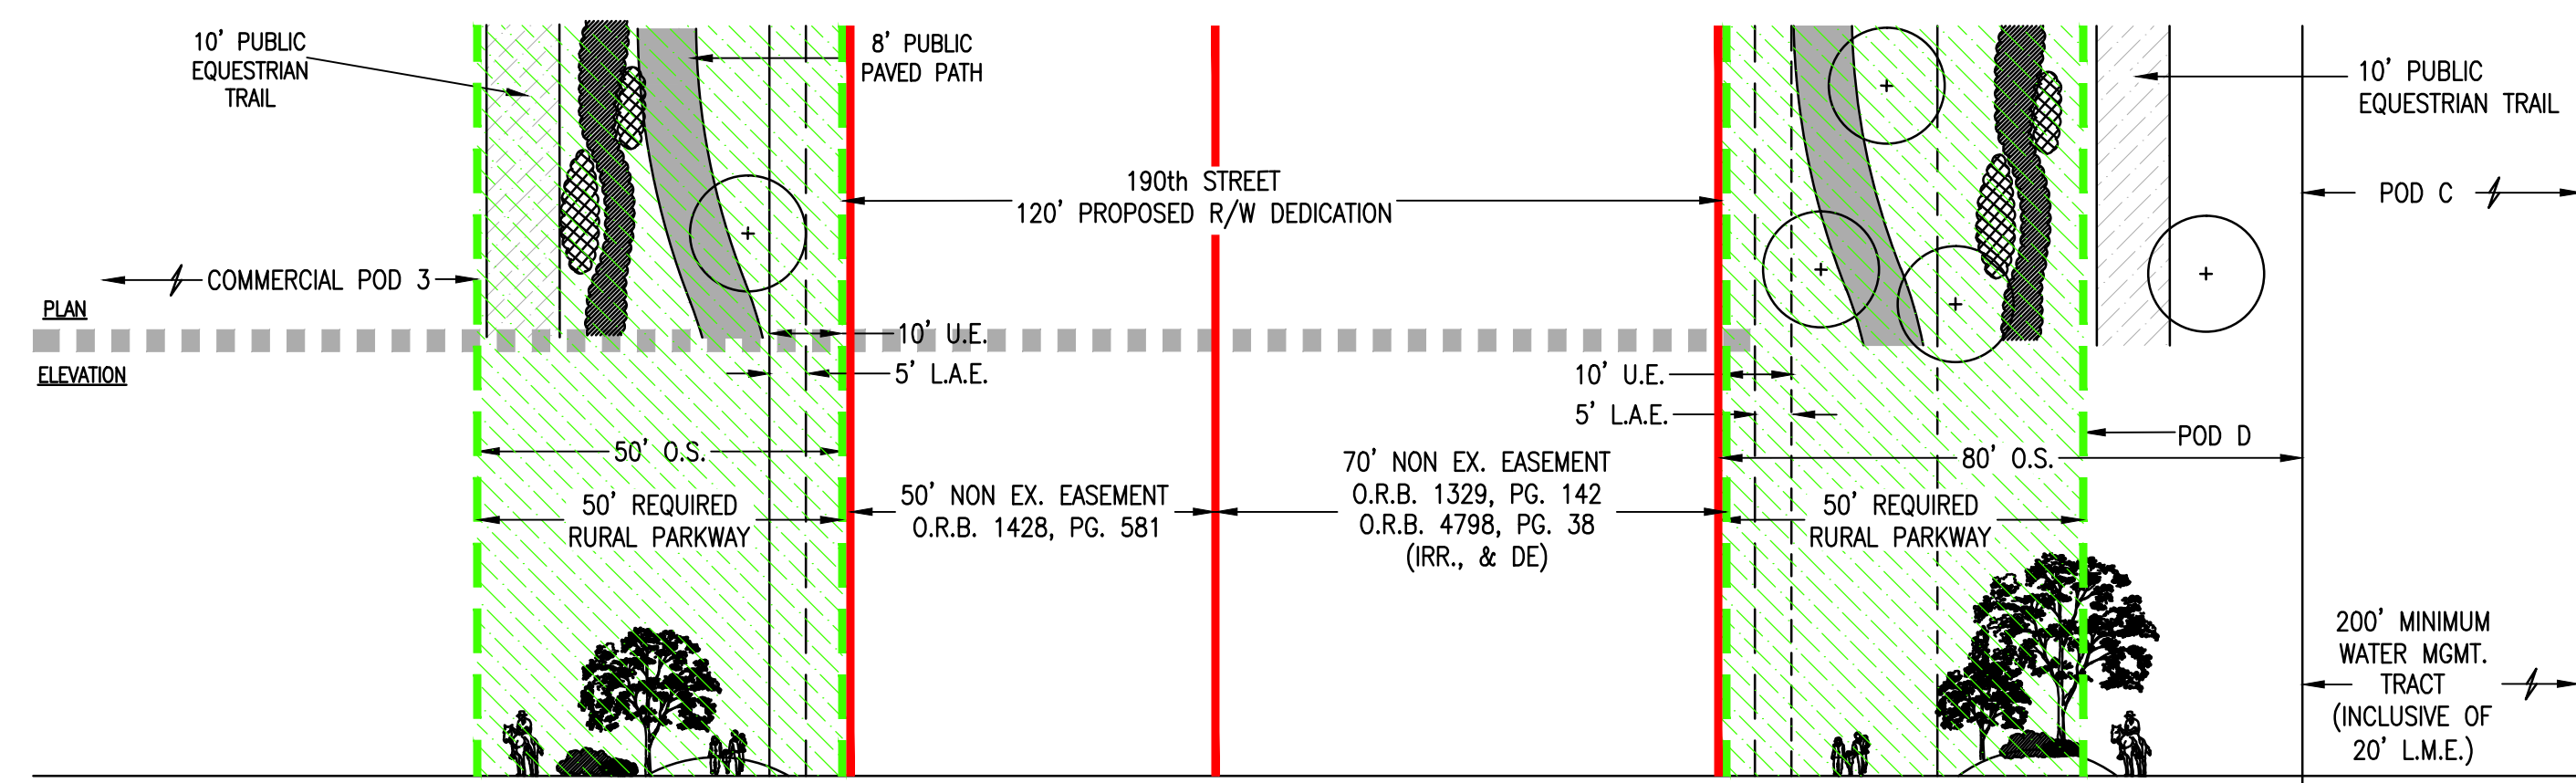 10' PUBLIC
EQUESTRIAN
TRAIL
8' PUBLIC
PAVED PATH
10' PUBLIC
EQUESTRIAN TRAIL
190th STREET
120' PROPOSED R/W DEDICATION
POD C
COMMERCIAL POD 3
PLAN
ELEVATION
10' U.E.
5' L.A.E.
10' U.E.
5' L.A.E.
50' O.S.
50' REQUIRED
RURAL PARKWAY
50' NON EX. EASEMENT
O.R.B. 1428, PG. 581
70' NON EX. EASEMENT
O.R.B. 1329, PG. 142
O.R.B. 4798, PG. 38
(IRR., & DE)
POD D
80' O.S.
50' REQUIRED
RURAL PARKWAY
200' MINIMUM
WATER MGMT.
TRACT
(INCLUSIVE OF
20' L.M.E.)